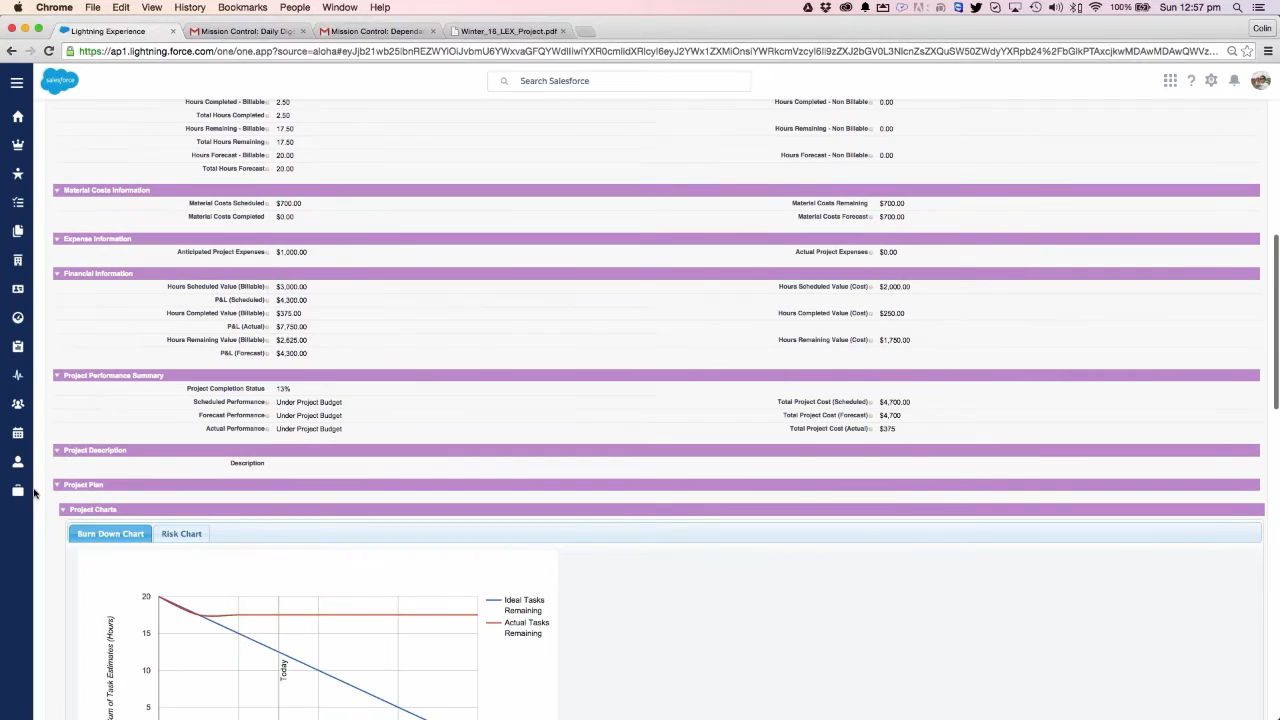 Chrome File Edit View History Bookmarks People Window Help 100% Sun 12:57 pm
Lightning Experience Mission Control: Daily Dig Mission Control: Dependa Winter_16_LEX_Project.pdf Colin
salesforce Search Salesforce
Hours Completed - Billable 2.50 Hours Completed - Non Billable 0.00
Total Hours Completed 2.50
Hours Remaining - Billable 17.50 Hours Remaining - Non Billable 0.00
Total Hours Remaining 17.50
Hours Forecast - Billable 20.00 Hours Forecast - Non Billable 0.00
Total Hours Forecast 20.00
Material Costs Information
Material Costs Scheduled $700.00 Material Costs Remaining $700.00
Material Costs Completed $0.00 Material Costs Forecast $700.00
Expense Information
Anticipated Project Expenses $1,000.00 Actual Project Expenses $0.00
Financial Information
Hours Scheduled Value (Billable) $3,000.00 Hours Scheduled Value (Cost) $2,000.00
P&L (Scheduled) $4,300.00
Hours Completed Value (Billable) $375.00 Hours Completed Value (Cost) $250.00
P&L (Actual) $7,750.00
Hours Remaining Value (Billable) $2,625.00 Hours Remaining Value (Cost) $1,750.00
P&L (Forecast) $4,300.00
Project Performance Summary
Project Completion Status 13%
Scheduled Performance Under Project Budget Total Project Cost (Scheduled) $4,700.00
Forecast Performance Under Project Budget Total Project Cost (Forecast) $4,700
Actual Performance Under Project Budget Total Project Cost (Actual) $375
Project Description
Description
Project Plan
Project Charts
Burn Down Chart Risk Chart
20
15
10
5
um of Task Estimates (Hours)
Today
Ideal Tasks
Remaining
Actual Tasks
Remaining